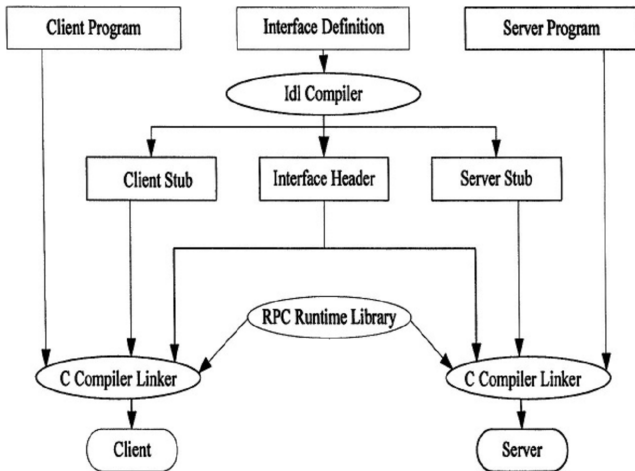 Client Program
Interface Definition
Server Program
Idl Compiler
Client Stub
Interface Header
Server Stub
RPC Runtime Library
C Compiler Linker
C Compiler Linker
Client
Server